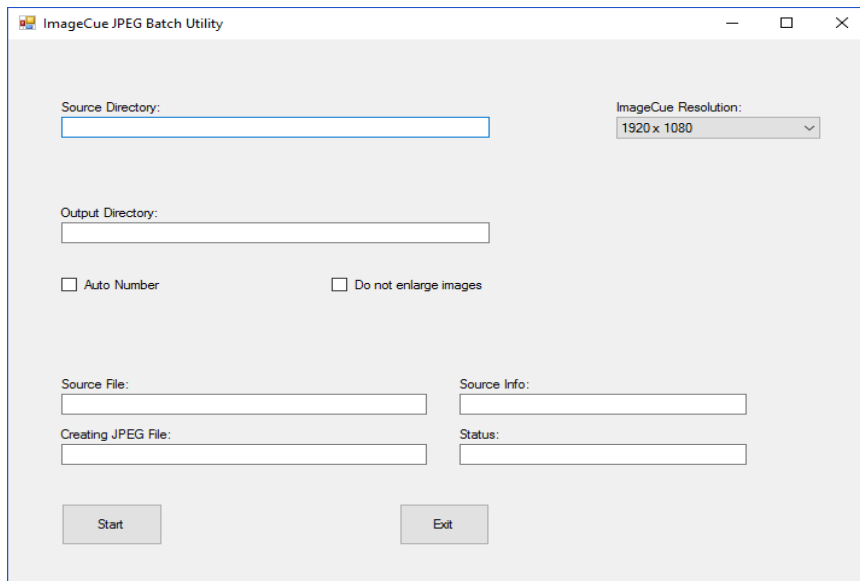 ImageCue JPEG Batch Utility
Source Directory:
ImageCue Resolution:
1920 x 1080
Output Directory:
Auto Number
Do not enlarge images
Source File:
Source Info:
Creating JPEG File:
Status:
Start
Exit